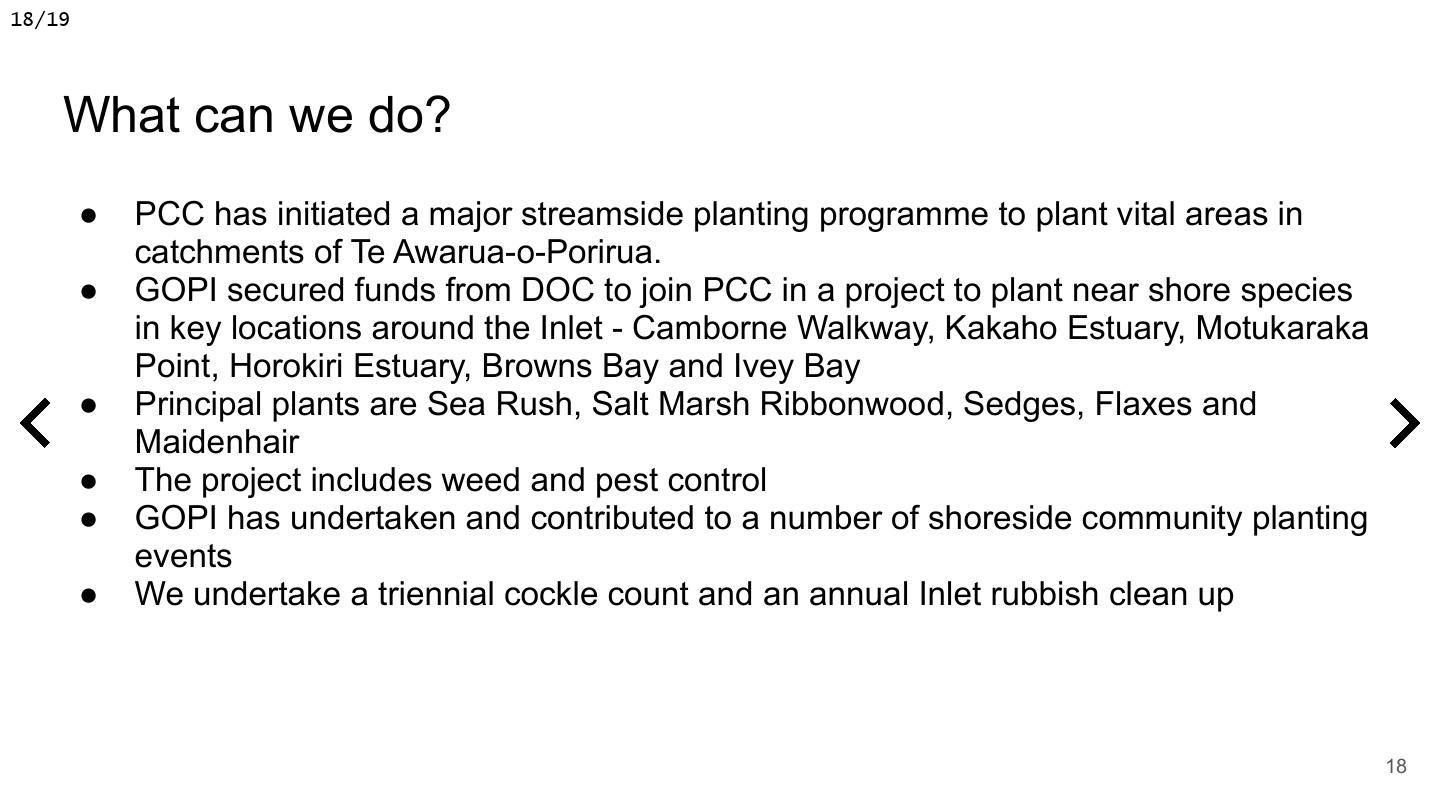 18/19
What can we do?
● PCC has initiated a major streamside planting programme to plant vital areas in
catchments of Te Awarua-o-Porirua.
● GOPI secured funds from DOC to join PCC in a project to plant near shore species
in key locations around the Inlet - Camborne Walkway, Kakaho Estuary, Motukaraka
Point, Horokiri Estuary, Browns Bay and Ivey Bay
● Principal plants are Sea Rush, Salt Marsh Ribbonwood, Sedges, Flaxes and
Maidenhair
● The project includes weed and pest control
● GOPI has undertaken and contributed to a number of shoreside community planting
events
● We undertake a triennial cockle count and an annual Inlet rubbish clean up
18